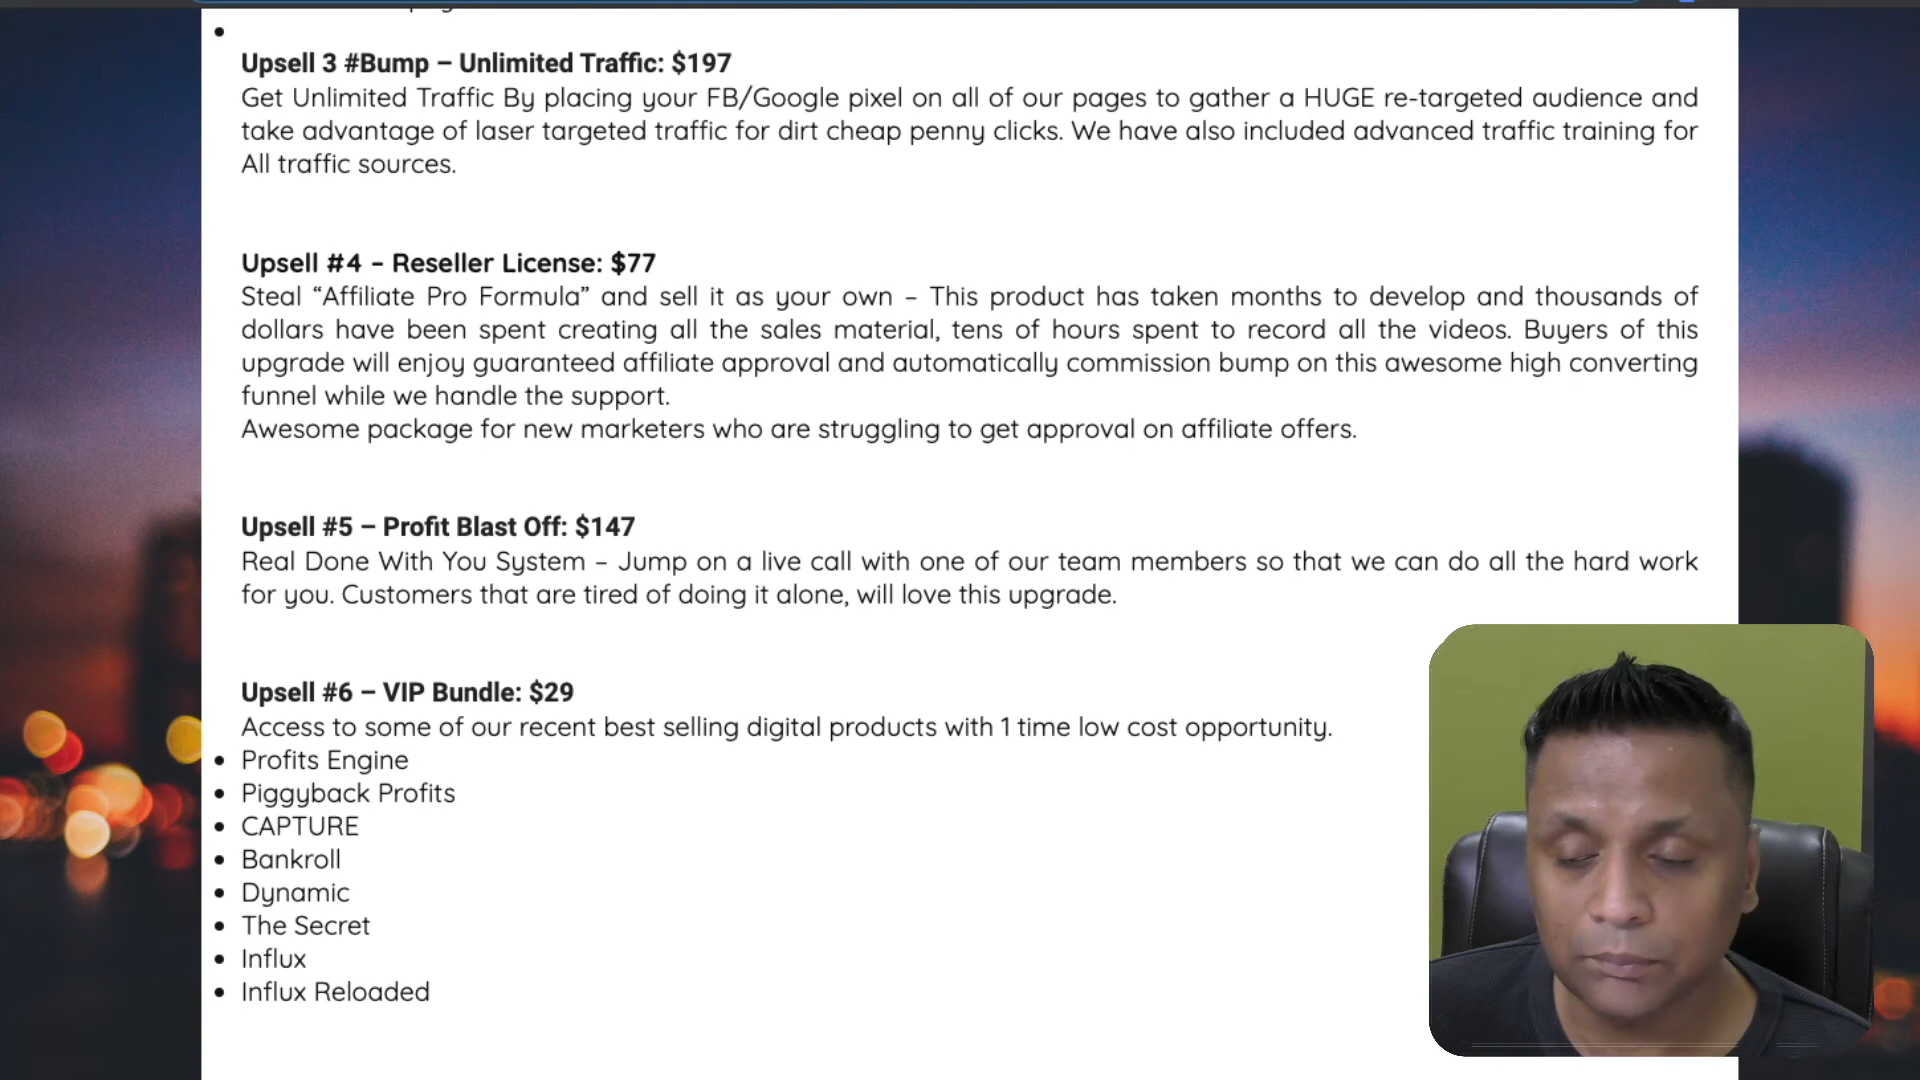 Upsell 3 #Bump – Unlimited Traffic: $197
Get Unlimited Traffic By placing your FB/Google pixel on all of our pages to gather a HUGE re-targeted audience and
take advantage of laser targeted traffic for dirt cheap penny clicks. We have also included advanced traffic training for
All traffic sources.
Upsell #4 – Reseller License: $77
Steal “Affiliate Pro Formula” and sell it as your own – This product has taken months to develop and thousands of
dollars have been spent creating all the sales material, tens of hours spent to record all the videos. Buyers of this
upgrade will enjoy guaranteed affiliate approval and automatically commission bump on this awesome high converting
funnel while we handle the support.
Awesome package for new marketers who are struggling to get approval on affiliate offers.
Upsell #5 – Profit Blast Off: $147
Real Done With You System – Jump on a live call with one of our team members so that we can do all the hard work
for you. Customers that are tired of doing it alone, will love this upgrade.
Upsell #6 – VIP Bundle: $29
Access to some of our recent best selling digital products with 1 time low cost opportunity.
• Profits Engine
• Piggyback Profits
• CAPTURE
• Bankroll
• Dynamic
• The Secret
• Influx
• Influx Reloaded